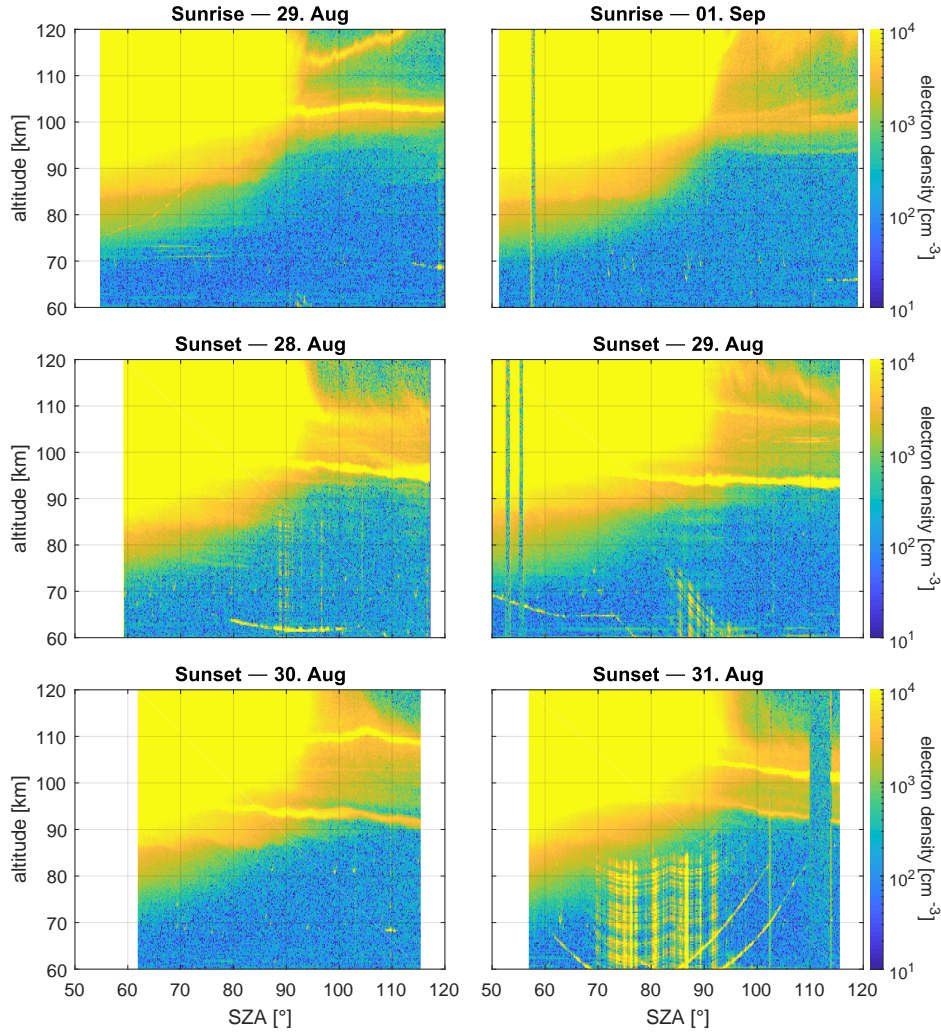 Sunrise — 29. Aug
Sunrise — 01. Sep
120
110
100
90
80
70
60
altitude [km]
10^4
10^3
10^2
10^1
electron density [cm^-3]
Sunset — 28. Aug
Sunset — 29. Aug
120
110
100
90
80
70
60
altitude [km]
10^4
10^3
10^2
10^1
electron density [cm^-3]
Sunset — 30. Aug
Sunset — 31. Aug
120
110
100
90
80
70
60
altitude [km]
10^4
10^3
10^2
10^1
electron density [cm^-3]
50 60 70 80 90 100 110 120
50 60 70 80 90 100 110 120
SZA [°]
SZA [°]